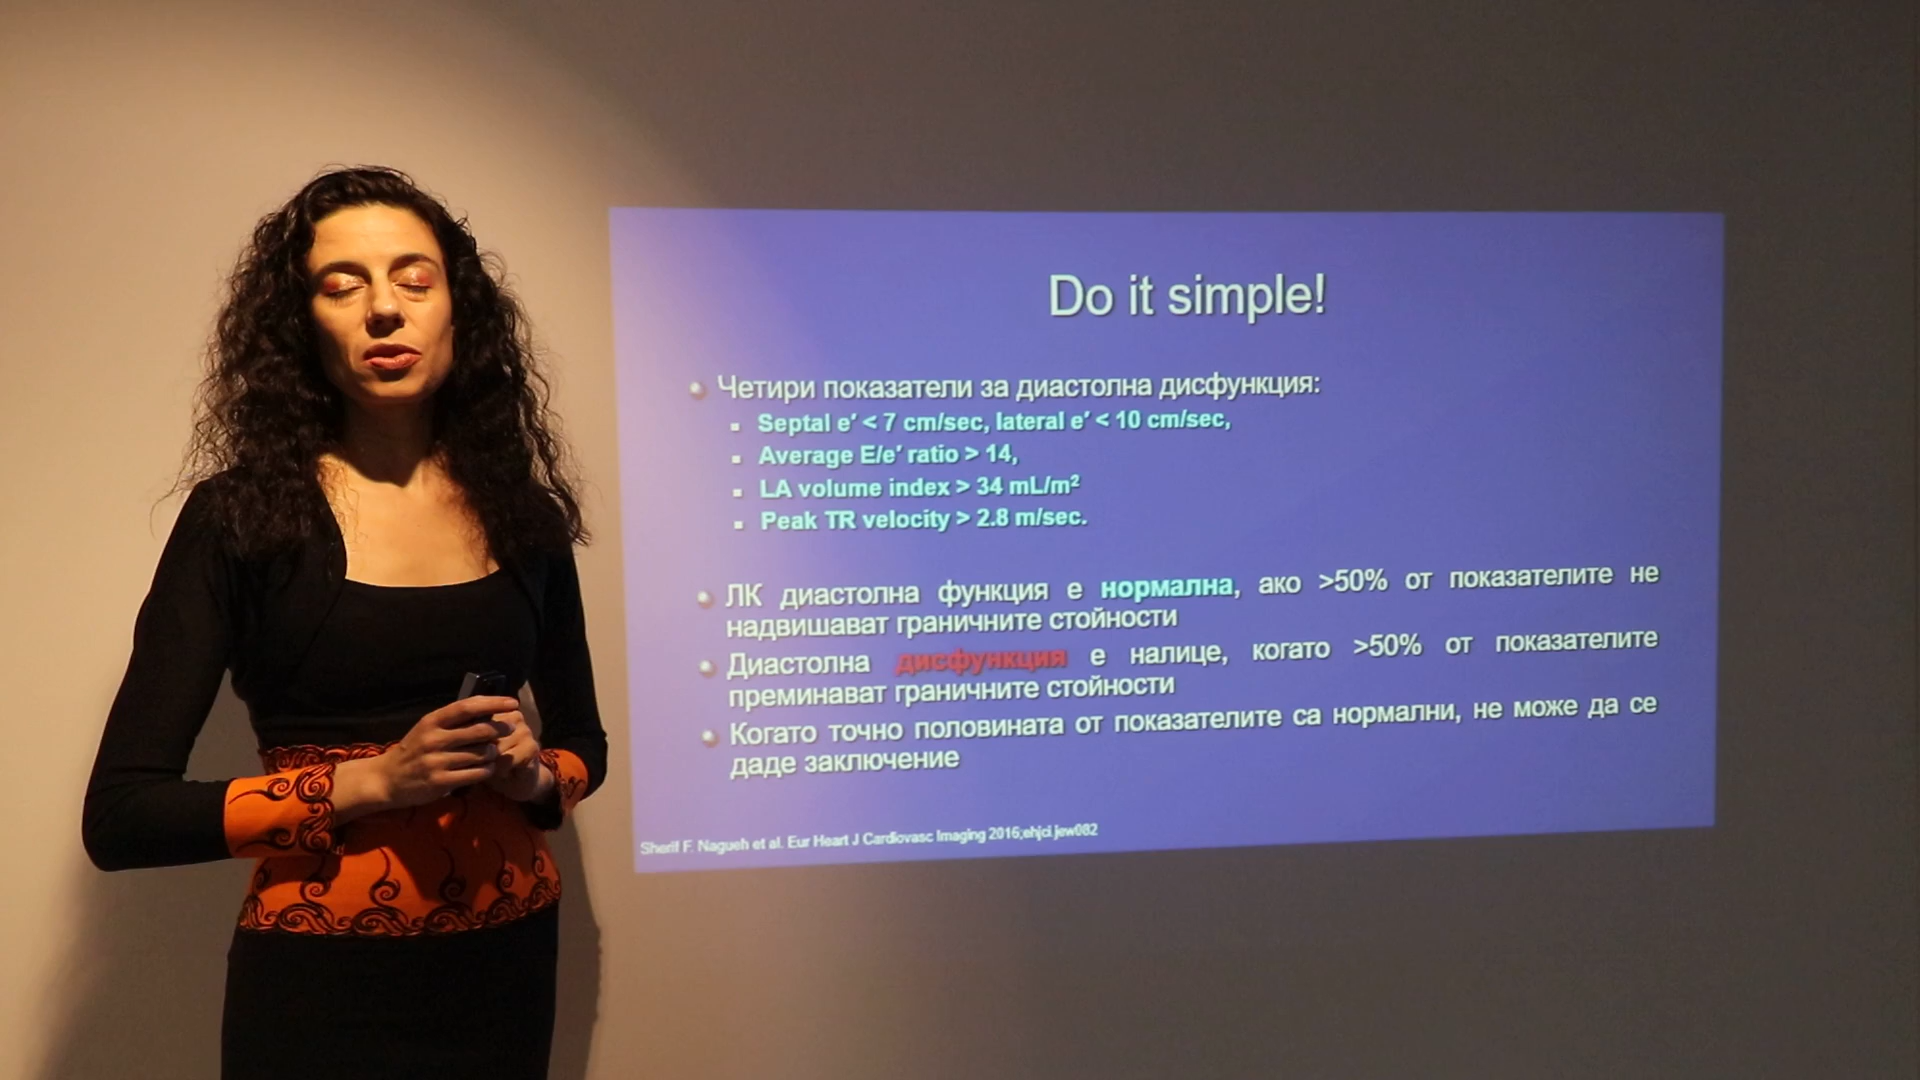 Do it simple!
Четири показатели за диастолна дисфункция:
Septal e′ < 7 cm/sec, lateral e′ < 10 cm/sec,
Average E/e′ ratio > 14,
LA volume index > 34 mL/m²
Peak TR velocity > 2.8 m/sec.
ЛК диастолна функция е нормална, ако >50% от показателите не
надвишават граничните стойности
Диастолна дисфункция е налице, когато >50% от показателите
преминават граничните стойности
Когато точно половината от показателите са нормални, не може да се
даде заключение
Sherif F. Nagueh et al. Eur Heart J Cardiovasc Imaging 2016;ehjci.jew082